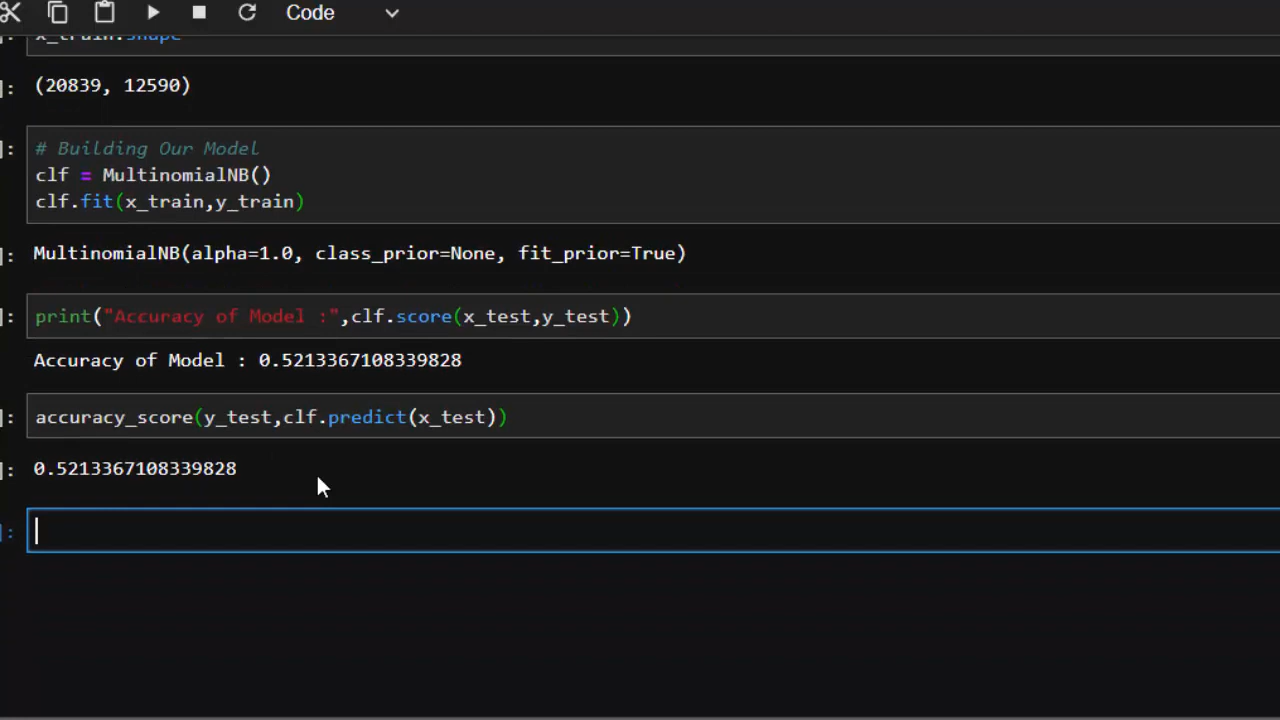 Code
x_train.shape
]:
(20839, 12590)
]:
# Building Our Model
clf = MultinomialNB()
clf.fit(x_train,y_train)
]:
MultinomialNB(alpha=1.0, class_prior=None, fit_prior=True)
]:
print("Accuracy of Model :",clf.score(x_test,y_test))
Accuracy of Model : 0.5213367108339828
]:
accuracy_score(y_test,clf.predict(x_test))
]:
0.5213367108339828
]: